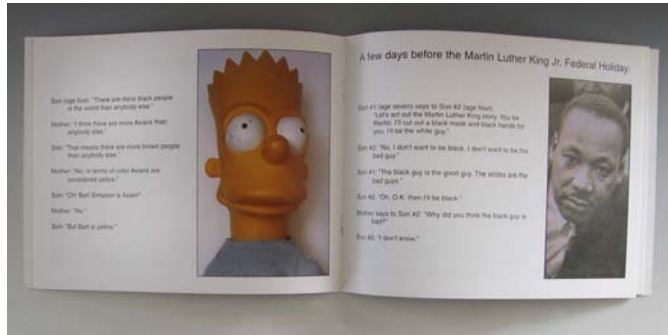 Son (age five) "There are more black people
in the world than anybody else."
Mother: "I think there are more Asians than
anybody else."
Son: "That means there are more brown people
than anybody else."
Mother: "No, in terms of color Asians are
considered yellow."
Son: "Oh! Bart Simpson is Asian!"
Mother: "No."
Son: "But Bart is yellow."
A few days before the Martin Luther King Jr. Federal Holiday:
Son #1 (age seven) says to Son #2 (age four):
"Let's act out the Martin Luther King story. You be
Martin. I'll cut out a black mask and black hands for
you. I'll be the white guy."
Son #2: "No, I don't want to be black. I don't want to be the
bad guy."
Son #1: "The black guy is the good guy. The whites are the
bad guys."
Son #2: "Oh, O.K. then I'll be black."
Mother says to Son #2: "Why did you think the black guy is
bad?"
Son #2: "I don't know."